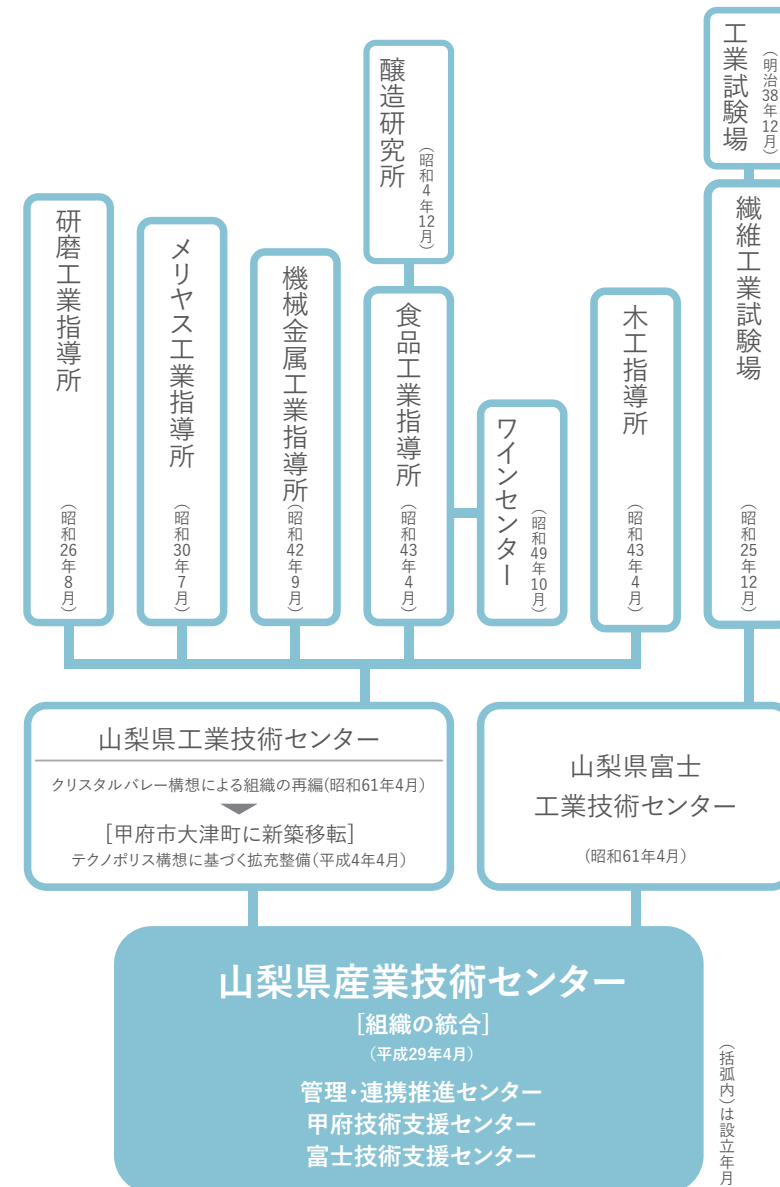 研磨工業指導所
（昭和26年8月）
メリヤス工業指導所
（昭和30年7月）
機械金属工業指導所
（昭和42年9月）
醸造研究所
（昭和4年12月）
食品工業指導所
（昭和43年4月）
ワインセンター
（昭和49年10月）
木工指導所
（昭和43年4月）
工業試験場
（明治38年12月）
繊維工業試験場
（昭和25年12月）
山梨県工業技術センター
クリスタルバレー構想による組織の再編(昭和61年4月)
［甲府市大津町に新築移転］
テクノポリス構想に基づく拡充整備(平成4年4月)
山梨県富士
工業技術センター
(昭和61年4月)
山梨県産業技術センター
［組織の統合］
（平成29年4月）
管理・連携推進センター
甲府技術支援センター
富士技術支援センター
（括弧内）は設立年月